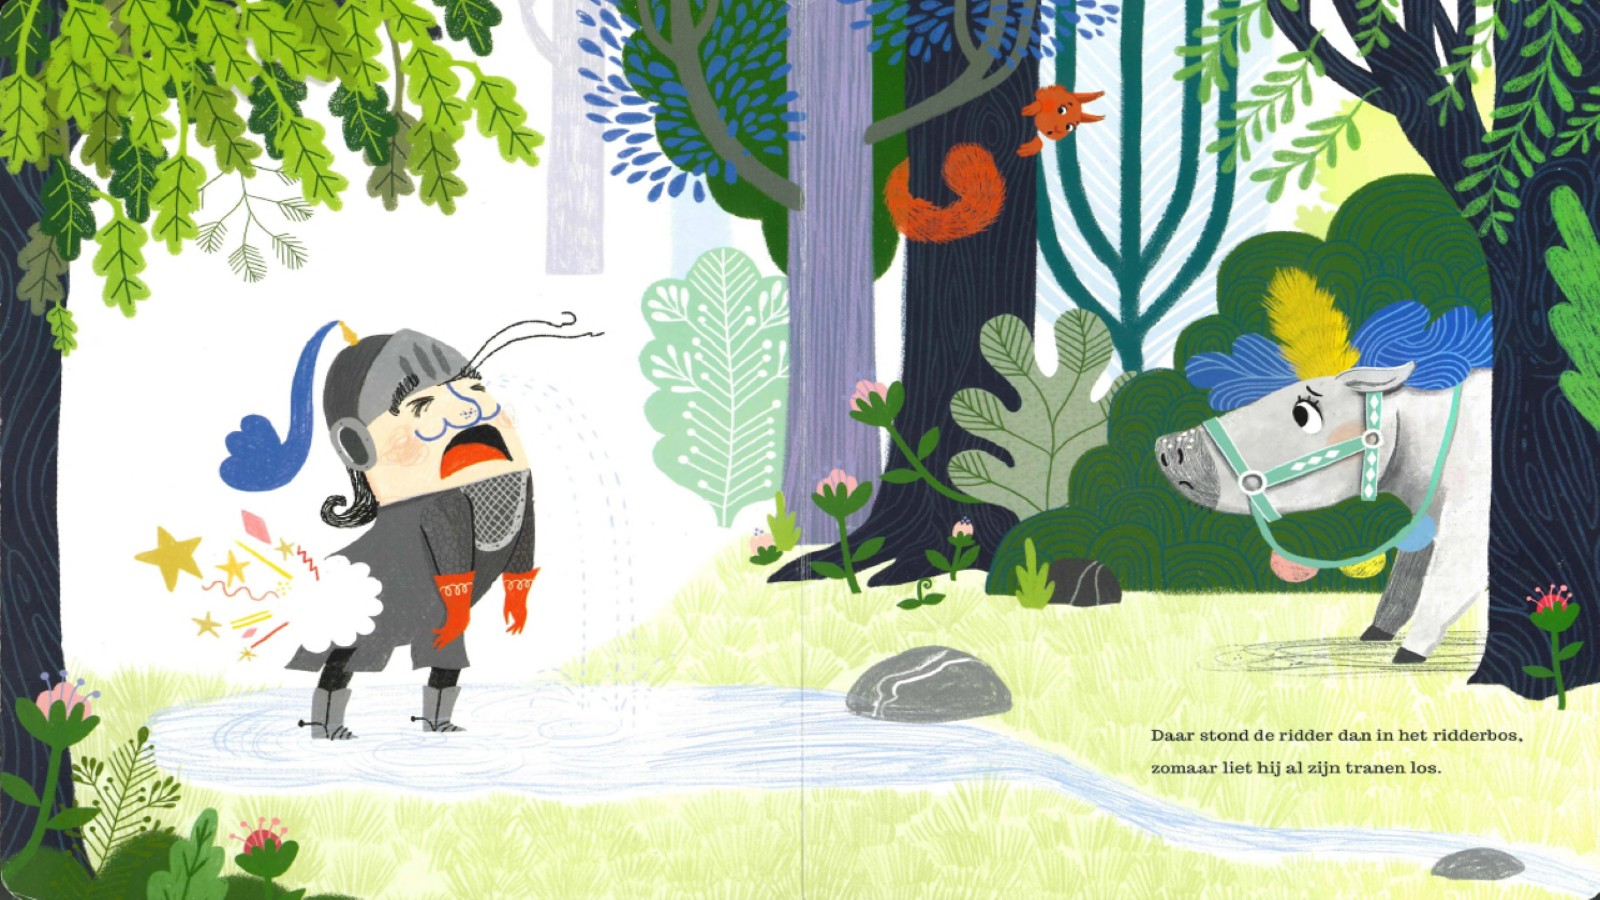 Daar stond de ridder dan in het ridderbos,
zomaar liet hij al zijn tranen los.